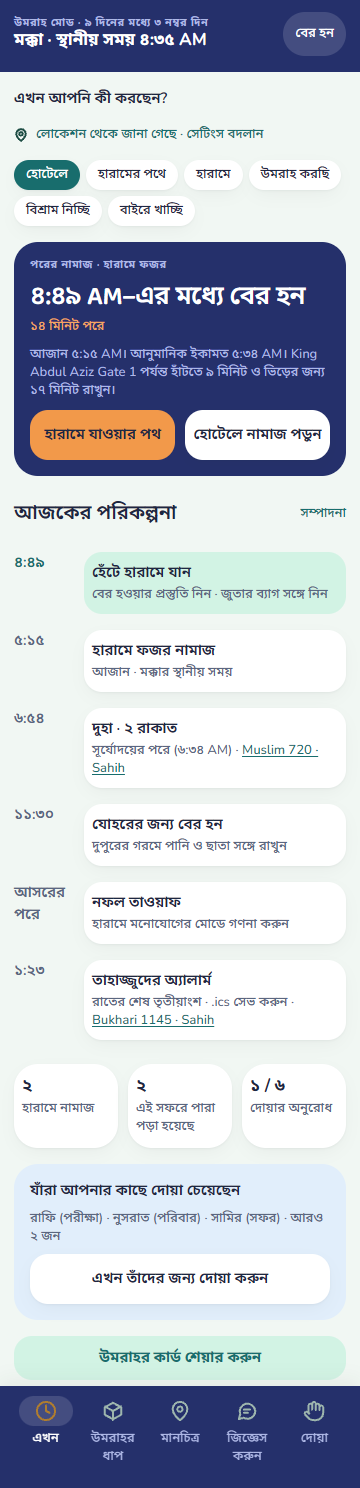 উমরাহ মোড · ৯ দিনের মধ্যে ৩ নম্বর দিন
মক্কা · স্থানীয় সময় ৪:৩৫ AM
বের হন
এখন আপনি কী করছেন?
লোকেশন থেকে জানা গেছে · সেটিংস বদলান
হোটেলে
হারামের পথে
হারামে
উমরাহ করছি
বিশ্রাম নিচ্ছি
বাইরে খাচ্ছি
পরের নামাজ · হারামে ফজর
৪:৪৯ AM–এর মধ্যে বের হন
১৪ মিনিট পরে
আজান ৫:১৫ AM। আনুমানিক ইকামত ৫:৩৪ AM। King
Abdul Aziz Gate 1 পর্যন্ত হাঁটতে ৯ মিনিট ও ভিড়ের জন্য
১৭ মিনিট রাখুন।
হারামে যাওয়ার পথ
হোটেলে নামাজ পড়ুন
আজকের পরিকল্পনা
সম্পাদনা
৪:৪৯
হেঁটে হারামে যান
বের হওয়ার প্রস্তুতি নিন · জুতার ব্যাগ সঙ্গে নিন
৫:১৫
হারামে ফজর নামাজ
আজান · মক্কার স্থানীয় সময়
৬:৫৪
দুহা · ২ রাকাত
সূর্যোদয়ের পরে (৬:৩৪ AM) · Muslim 720 ·
Sahih
১১:৩০
যোহরের জন্য বের হন
দুপুরের গরমে পানি ও ছাতা সঙ্গে রাখুন
আসরের
পরে
নফল তাওয়াফ
হারামে মনোযোগের মোডে গণনা করুন
১:২৩
তাহাজ্জুদের অ্যালার্ম
রাতের শেষ তৃতীয়াংশ · .ics সেভ করুন ·
Bukhari 1145 · Sahih
২
হারামে নামাজ
২
এই সফরে পারা
পড়া হয়েছে
১ / ৬
দোয়ার অনুরোধ
যাঁরা আপনার কাছে দোয়া চেয়েছেন
রাফি (পরীক্ষা) · নুসরাত (পরিবার) · সামির (সফর) · আরও
২ জন
এখন তাঁদের জন্য দোয়া করুন
উমরাহর কার্ড শেয়ার করুন
এখন
উমরাহর
ধাপ
মানচিত্র
জিজ্ঞেস
করুন
দোয়া